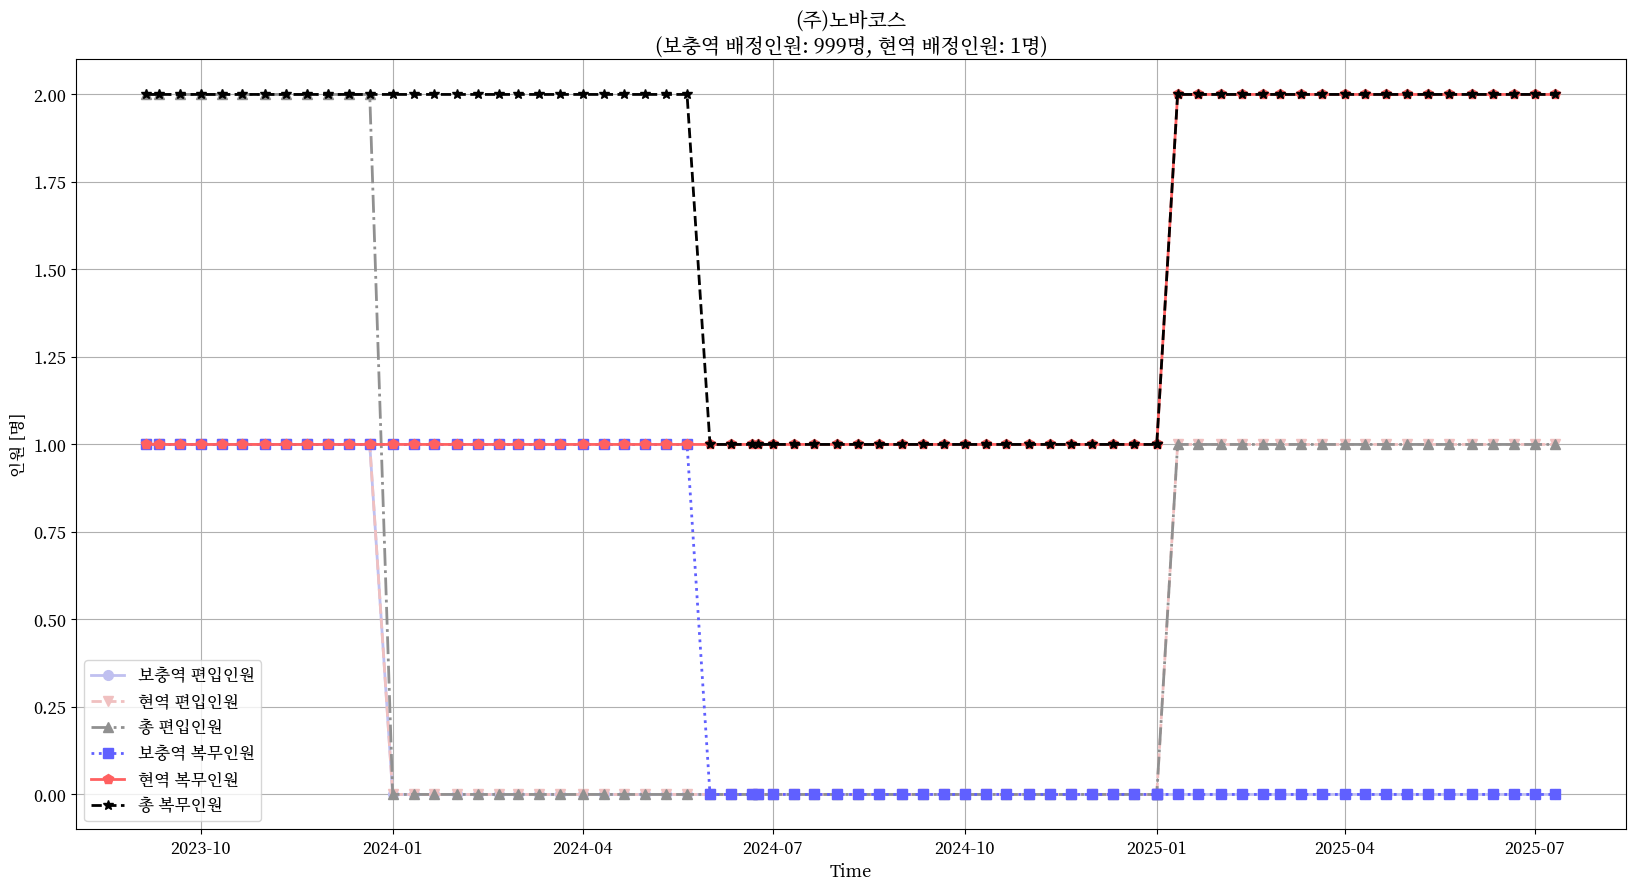 (주)노바코스
(보충역 배정인원: 999명, 현역 배정인원: 1명)
인원 [명]
2.00
1.75
1.50
1.25
1.00
0.75
0.50
0.25
0.00
보충역 편입인원
현역 편입인원
총 편입인원
보충역 복무인원
현역 복무인원
총 복무인원
2023-10 2024-01 2024-04 2024-07 2024-10 2025-01 2025-04 2025-07
Time